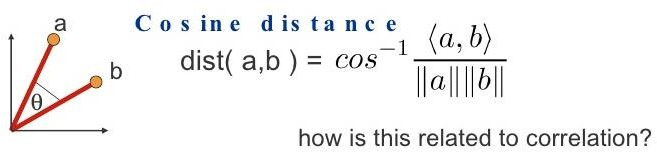 Cosine distance
a
b
θ
dist( a,b ) = cos⁻¹ ⟨a, b⟩ / ‖a‖‖b‖
how is this related to correlation?